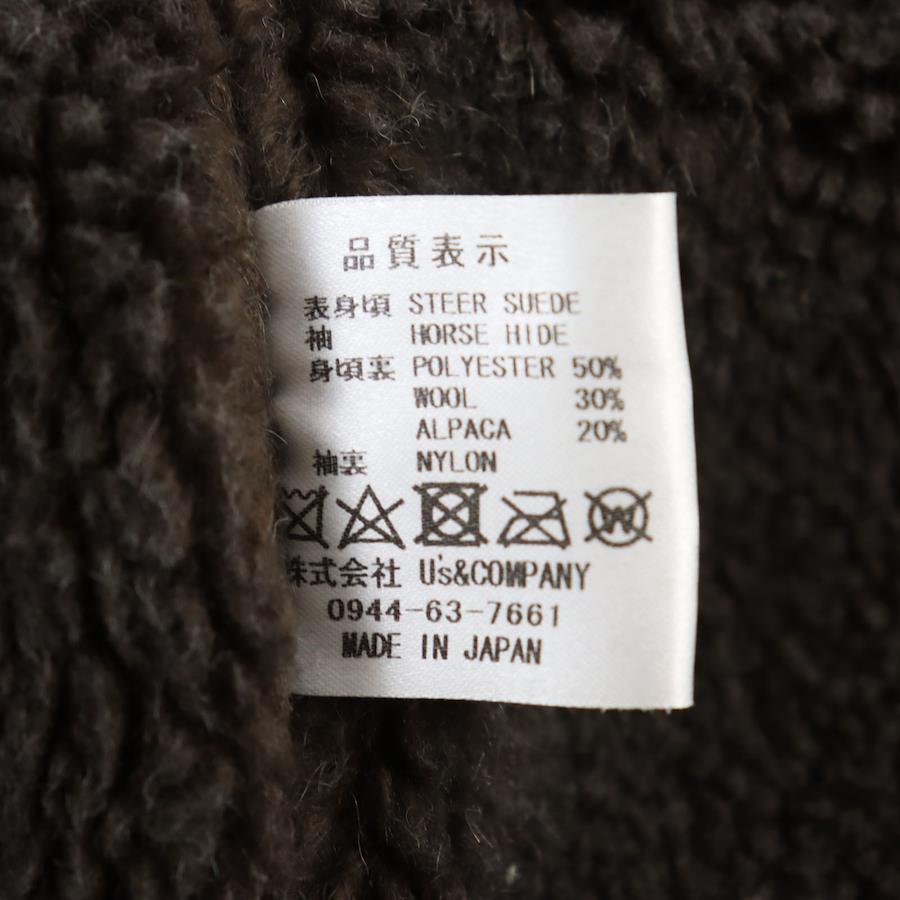 品質表示
表身頃 STEER SUEDE
袖 HORSE HIDE
身頃裏 POLYESTER 50%
WOOL 30%
ALPACA 20%
袖裏 NYLON
W
株式会社 U's&COMPANY
0944-63-7661
MADE IN JAPAN